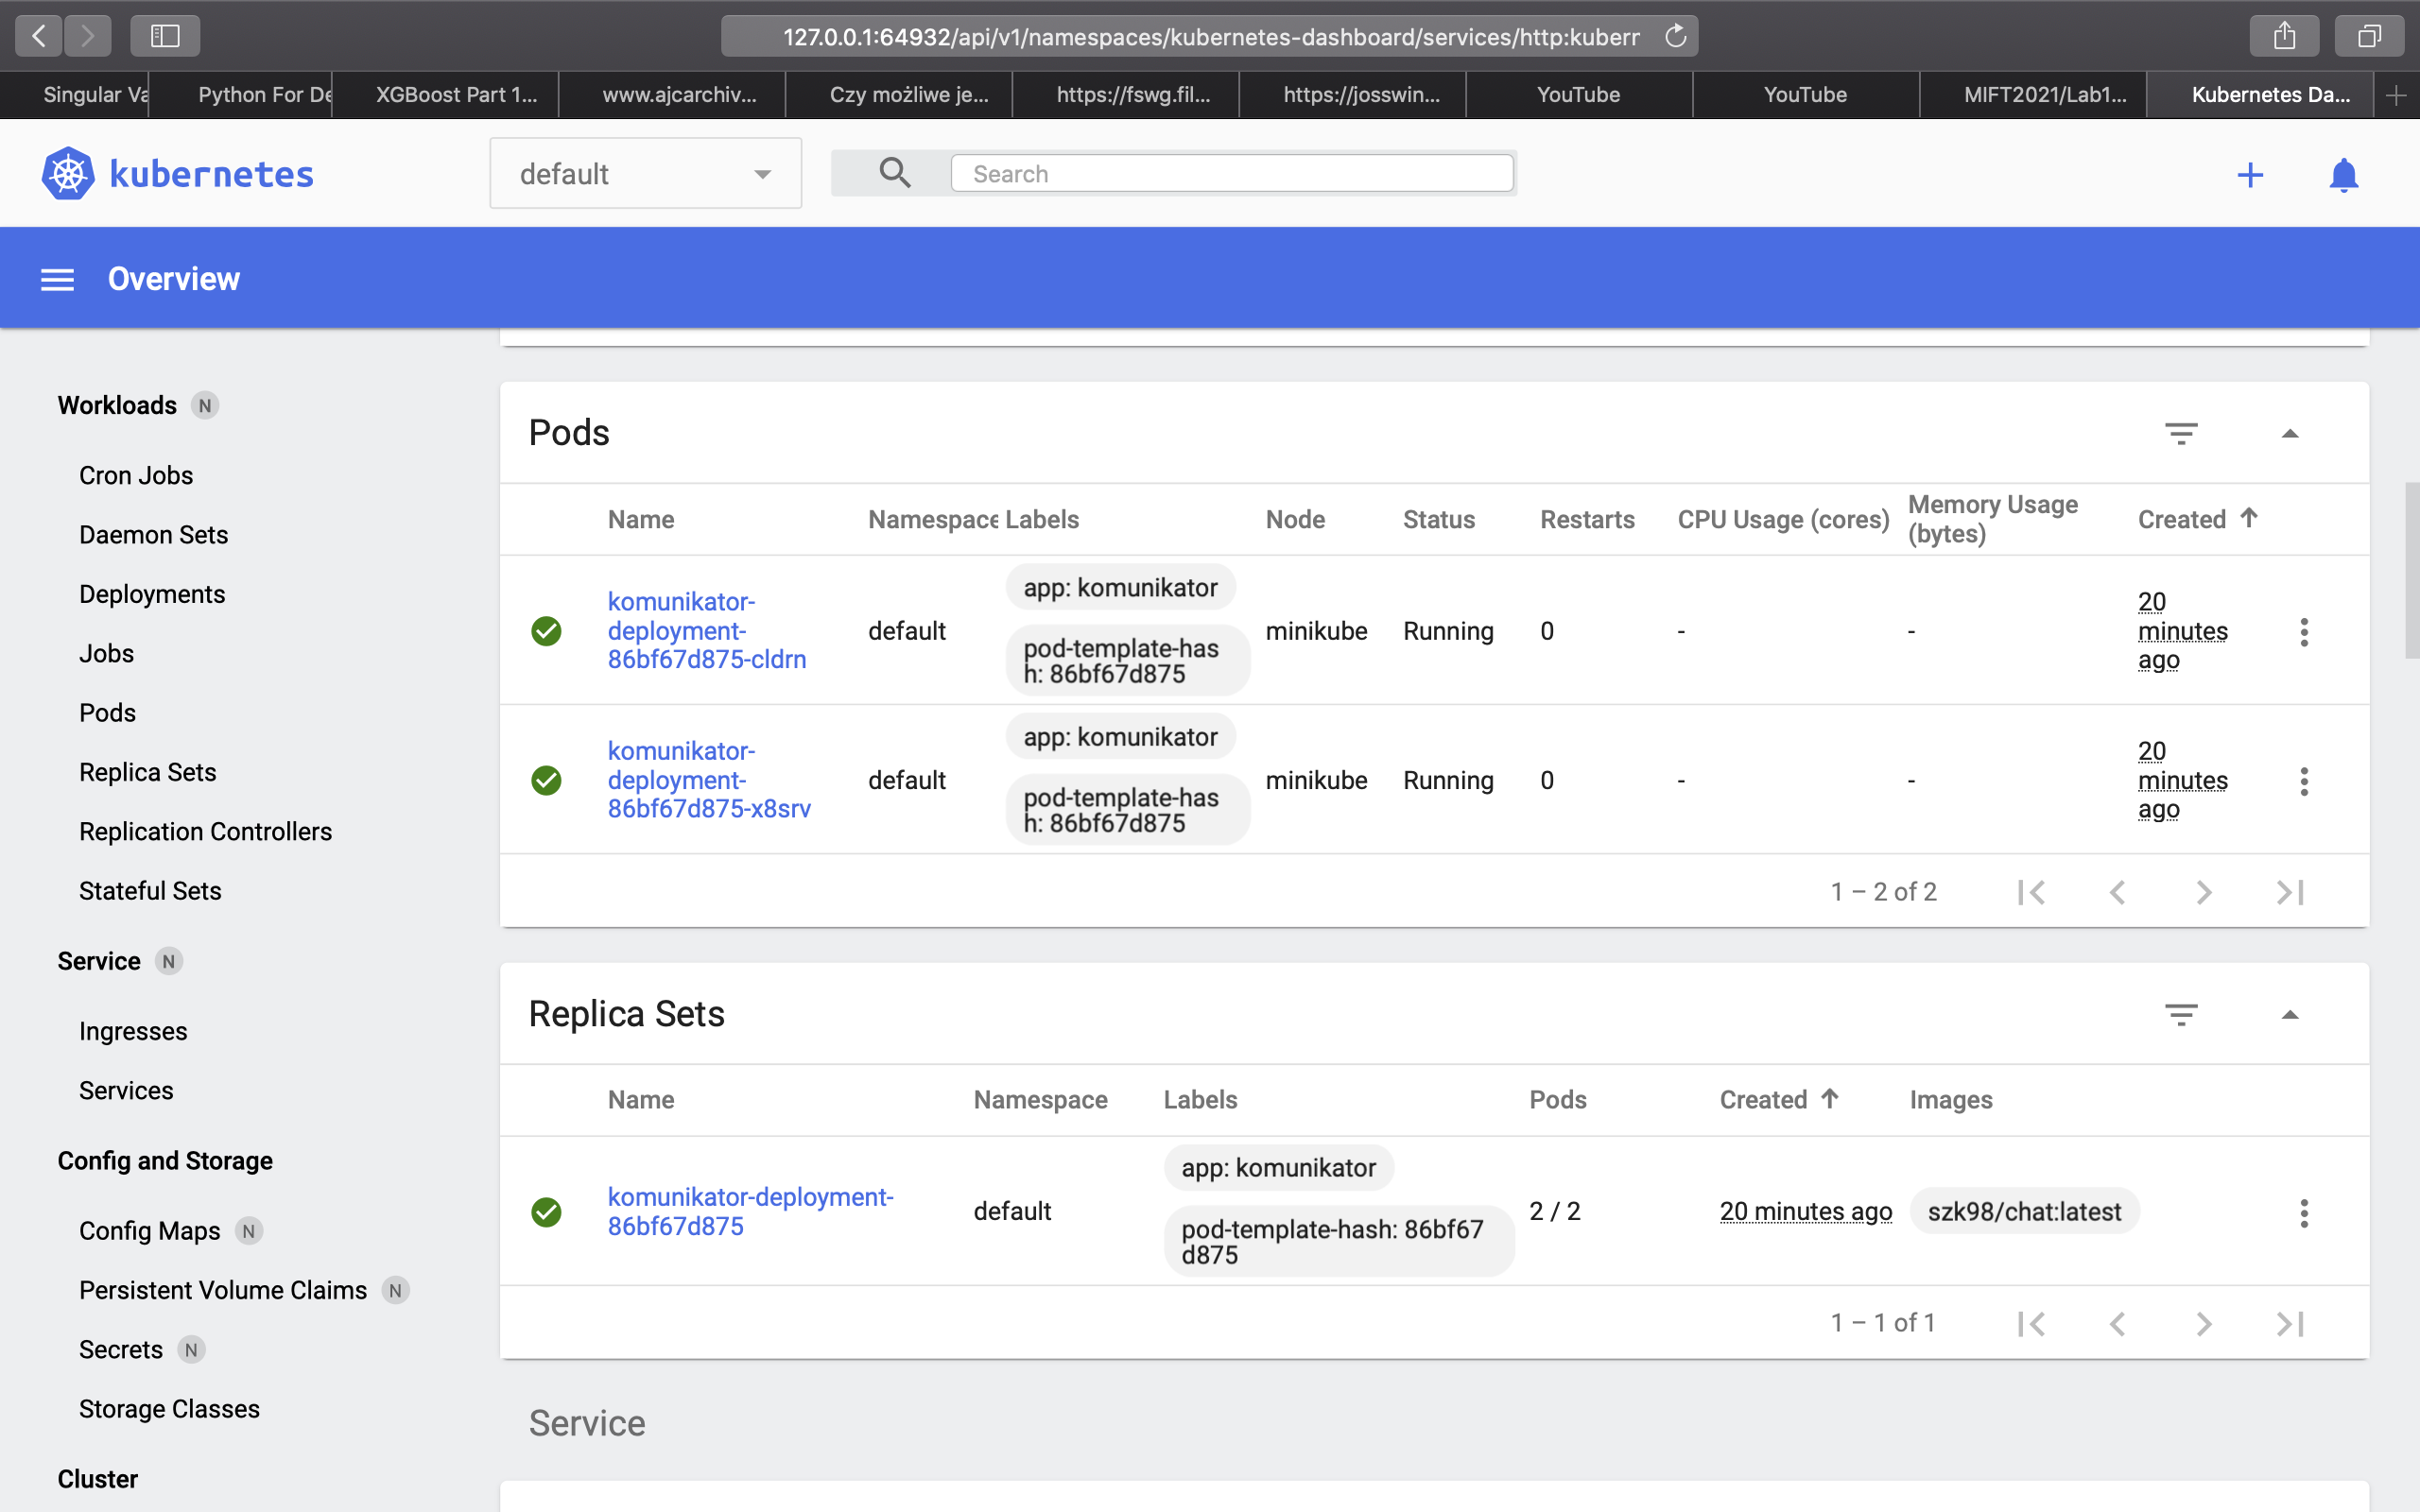 127.0.0.1:64932/api/v1/namespaces/kubernetes-dashboard/services/http:kuberr
Singular Va
Python For De
XGBoost Part 1...
www.ajcarchiv...
Czy możliwe je...
https://fswg.fil...
https://josswin...
YouTube
YouTube
MIFT2021/Lab1...
Kubernetes Da...
kubernetes
default
Search
Overview
Workloads N
Cron Jobs
Daemon Sets
Deployments
Jobs
Pods
Replica Sets
Replication Controllers
Stateful Sets
Service N
Ingresses
Services
Config and Storage
Config Maps N
Persistent Volume Claims N
Secrets N
Storage Classes
Cluster
Pods
Name Namespace Labels Node Status Restarts CPU Usage (cores) Memory Usage
(bytes) Created
komunikator-
deployment-
86bf67d875-cldrn
default
app: komunikator
pod-template-has
h: 86bf67d875
minikube
Running
0
-
-
20
minutes
ago
komunikator-
deployment-
86bf67d875-x8srv
default
app: komunikator
pod-template-has
h: 86bf67d875
minikube
Running
0
-
-
20
minutes
ago
1 – 2 of 2
Replica Sets
Name Namespace Labels Pods Created Images
komunikator-deployment-
86bf67d875
default
app: komunikator
pod-template-hash: 86bf67
d875
2 / 2
20 minutes ago
szk98/chat:latest
1 – 1 of 1
Service